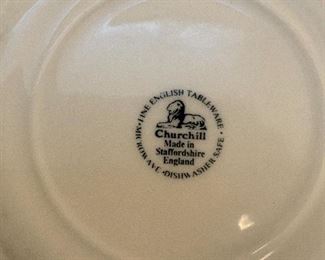 •FINE ENGLISH TABLEWARE•
Churchill
Made in
Staffordshire
England
MICROWAVE •DISHWASHER SAFE•